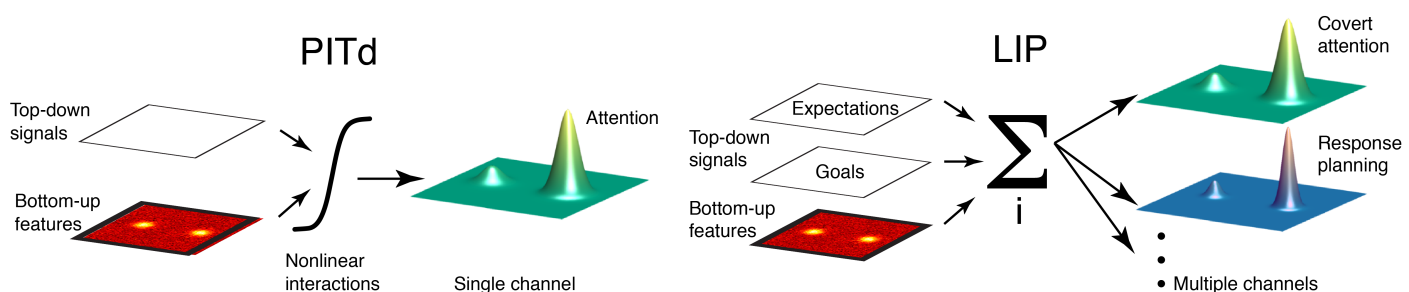 PITd
Top-down
signals
Bottom-up
features
Nonlinear
interactions
Attention
Single channel
LIP
Expectations
Top-down
signals
Goals
Bottom-up
features
Σ
i
Covert
attention
Response
planning
Multiple channels